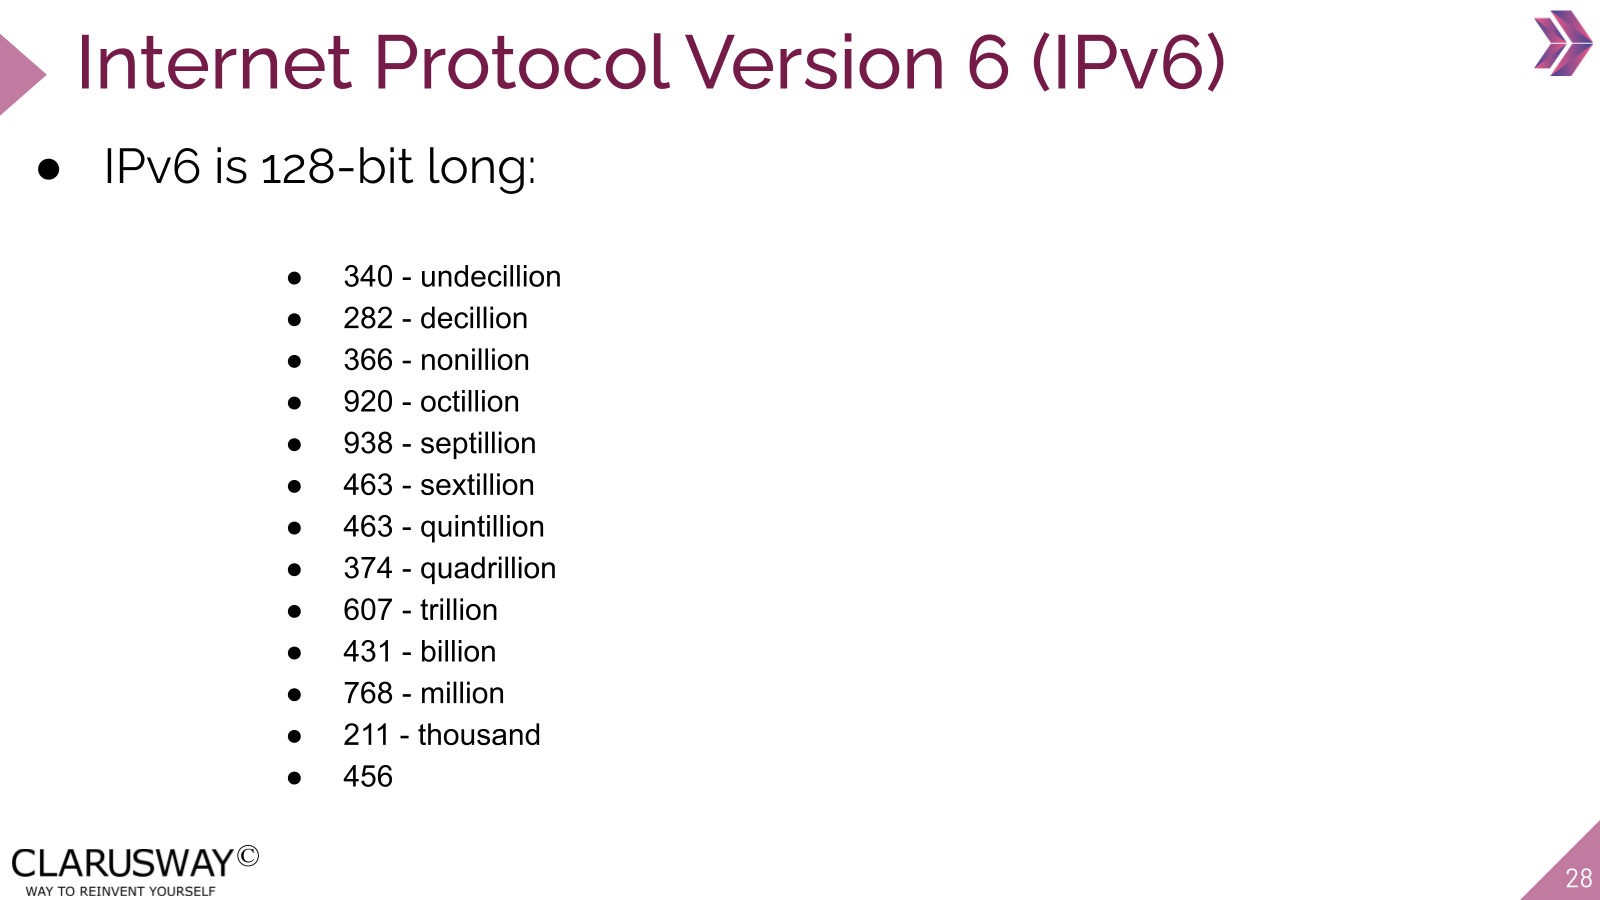 Internet Protocol Version 6 (IPv6)
● IPv6 is 128-bit long:
● 340 - undecillion
● 282 - decillion
● 366 - nonillion
● 920 - octillion
● 938 - septillion
● 463 - sextillion
● 463 - quintillion
● 374 - quadrillion
● 607 - trillion
● 431 - billion
● 768 - million
● 211 - thousand
● 456
CLARUSWAY©
WAY TO REINVENT YOURSELF
28